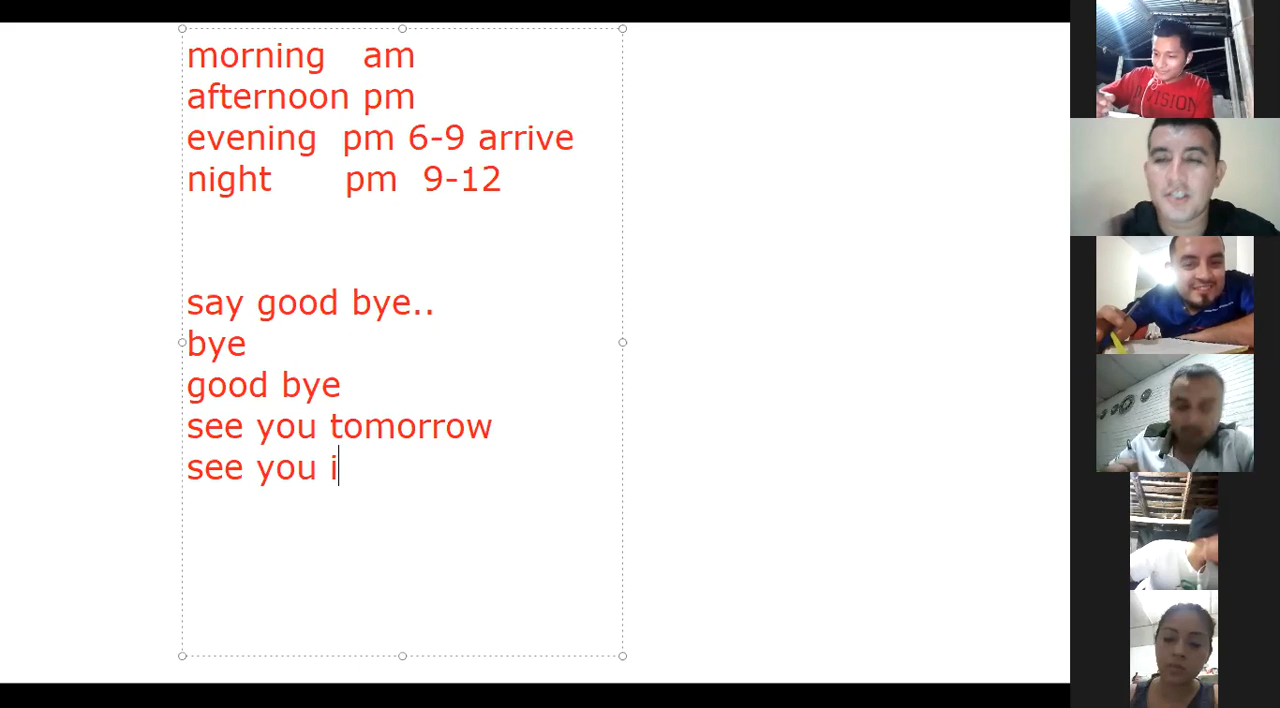 morning am
afternoon pm
evening pm 6-9 arrive
night pm 9-12
say good bye..
bye
good bye
see you tomorrow
see you i
DIVISION